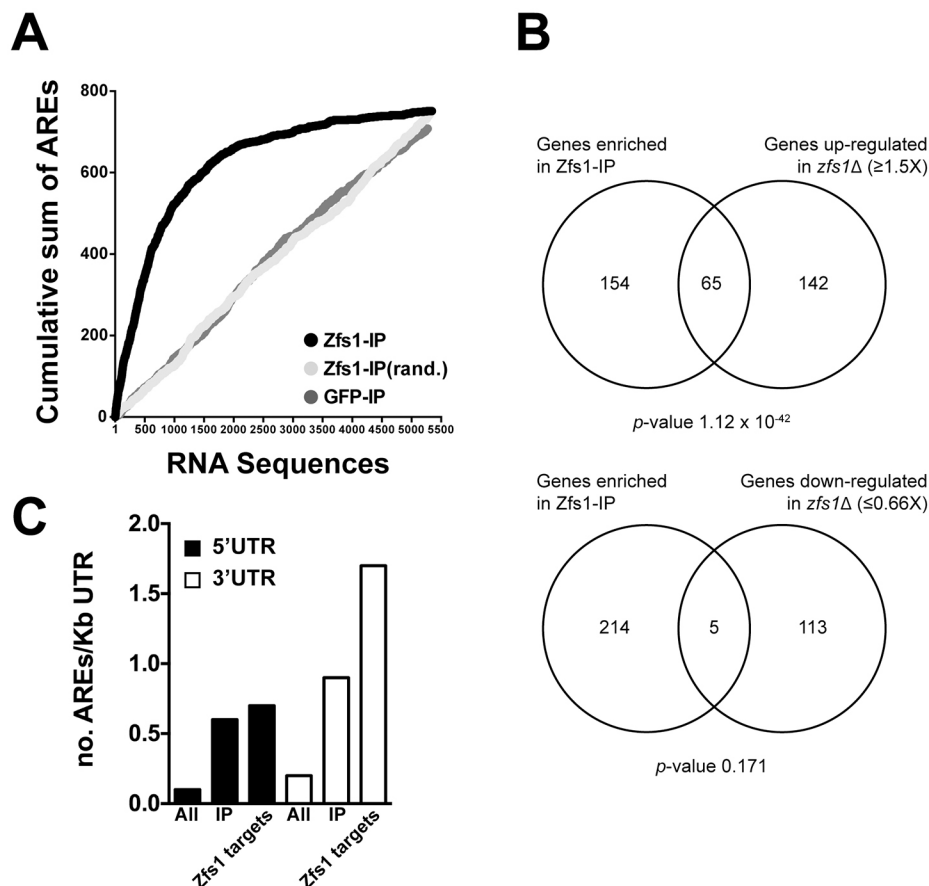 A
Cumulative sum of AREs
800
600
400
200
0
1 500 1000 1500 2000 2500 3000 3500 4000 4500 5000 5500
RNA Sequences
Zfs1-IP
Zfs1-IP(rand.)
GFP-IP
B
Genes enriched
in Zfs1-IP
Genes up-regulated
in zfs1Δ (≥1.5X)
154 65 142
p-value 1.12 x 10-42
Genes enriched
in Zfs1-IP
Genes down-regulated
in zfs1Δ (≤0.66X)
214 5 113
p-value 0.171
C
no. AREs/Kb UTR
2.0
1.5
1.0
0.5
0.0
5’UTR
3’UTR
All IP Zfs1 targets All IP Zfs1 targets